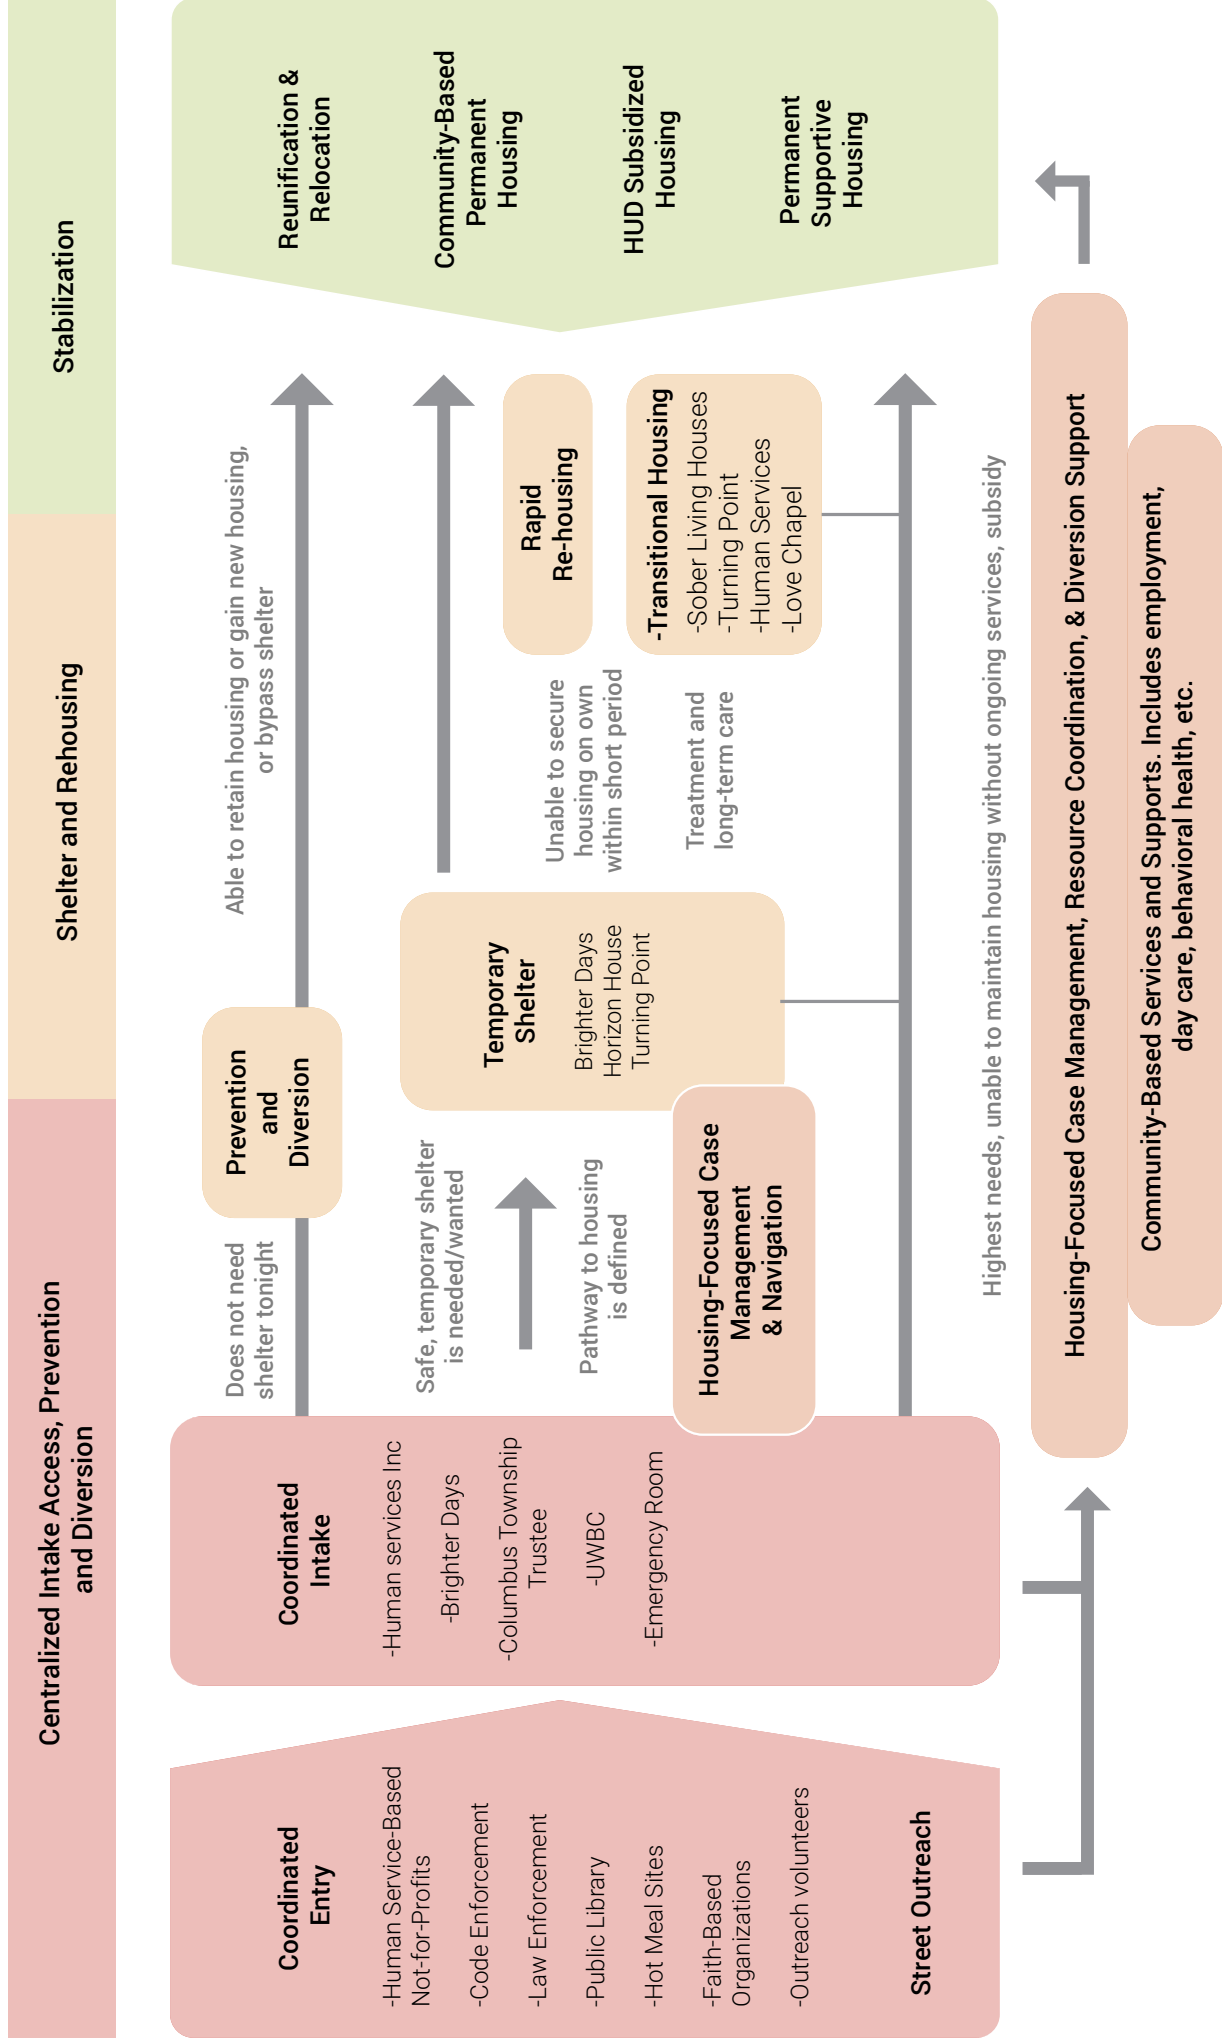 Centralized Intake Access, Prevention
and Diversion
Shelter and Rehousing
Stabilization
Coordinated
Entry
-Human Service-Based
Not-for-Profits
-Code Enforcement
-Law Enforcement
-Public Library
-Hot Meal Sites
-Faith-Based
Organizations
-Outreach volunteers
Street Outreach
Coordinated
Intake
-Human services Inc
-Brighter Days
-Columbus Township
Trustee
-UWBC
-Emergency Room
Does not need
shelter tonight
Prevention
and
Diversion
Able to retain housing or gain new housing,
or bypass shelter
Safe, temporary shelter
is needed/wanted
Pathway to housing
is defined
Housing-Focused Case
Management
& Navigation
Temporary
Shelter
Brighter Days
Horizon House
Turning Point
Unable to secure
housing on own
within short period
Treatment and
long-term care
Rapid
Re-housing
-Transitional Housing
-Sober Living Houses
-Turning Point
-Human Services
-Love Chapel
Highest needs, unable to maintain housing without ongoing services, subsidy
Reunification &
Relocation
Community-Based
Permanent
Housing
HUD Subsidized
Housing
Permanent
Supportive
Housing
Housing-Focused Case Management, Resource Coordination, & Diversion Support
Community-Based Services and Supports. Includes employment,
day care, behavioral health, etc.